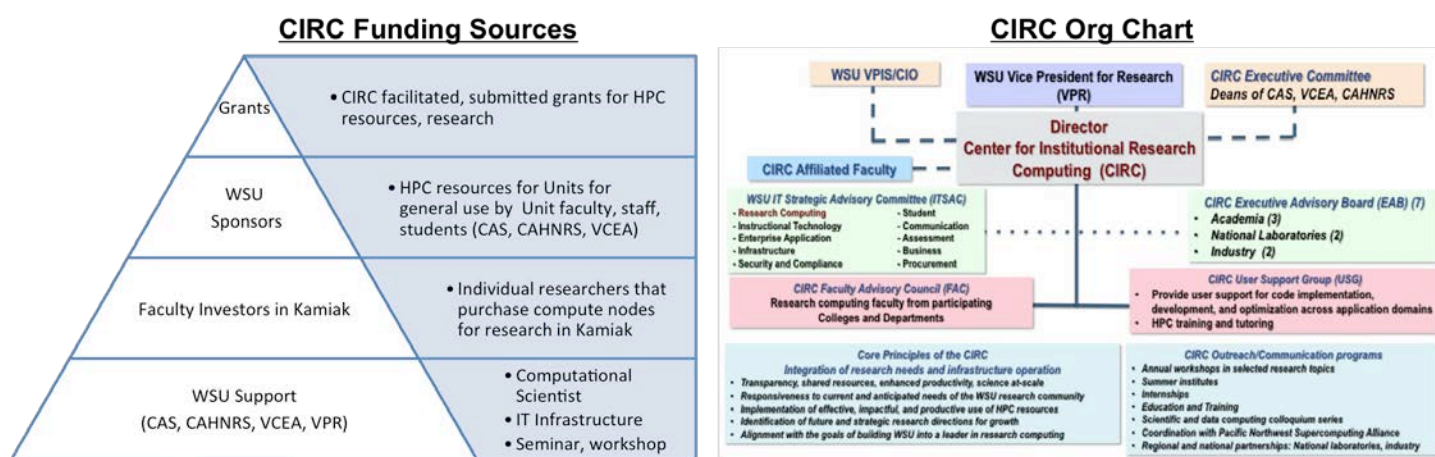 CIRC Funding Sources
Grants
• CIRC facilitated, submitted grants for HPC
resources, research
WSU
Sponsors
• HPC resources for Units for
general use by Unit faculty, staff,
students (CAS, CAHNRS, VCEA)
Faculty Investors in Kamiak
• Individual researchers that
purchase compute nodes
for research in Kamiak
WSU Support
(CAS, CAHNRS, VCEA, VPR)
• Computational
Scientist
• IT Infrastructure
• Seminar, workshop
CIRC Org Chart
WSU VPIS/CIO
WSU Vice President for Research
(VPR)
CIRC Executive Committee
Deans of CAS, VCEA, CAHNRS
Director
Center for Institutional Research
Computing (CIRC)
CIRC Affiliated Faculty
WSU IT Strategic Advisory Committee (ITSAC)
- Research Computing
- Instructional Technology
- Enterprise Application
- Infrastructure
- Security and Compliance
- Student
- Communication
- Assessment
- Business
- Procurement
CIRC Executive Advisory Board (EAB) (7)
• Academia (3)
• National Laboratories (2)
• Industry (2)
CIRC Faculty Advisory Council (FAC)
Research computing faculty from participating
Colleges and Departments
CIRC User Support Group (USG)
• Provide user support for code implementation,
development, and optimization across application domains
• HPC training and tutoring
Core Principles of the CIRC
Integration of research needs and infrastructure operation
• Transparency, shared resources, enhanced productivity, science at-scale
• Responsiveness to current and anticipated needs of the WSU research community
• Implementation of effective, impactful, and productive use of HPC resources
• Identification of future and strategic research directions for growth
• Alignment with the goals of building WSU into a leader in research computing
CIRC Outreach/Communication programs
• Annual workshops in selected research topics
• Summer institutes
• Internships
• Education and Training
• Scientific and data computing colloquium series
• Coordination with Pacific Northwest Supercomputing Alliance
• Regional and national partnerships: National laboratories, industry